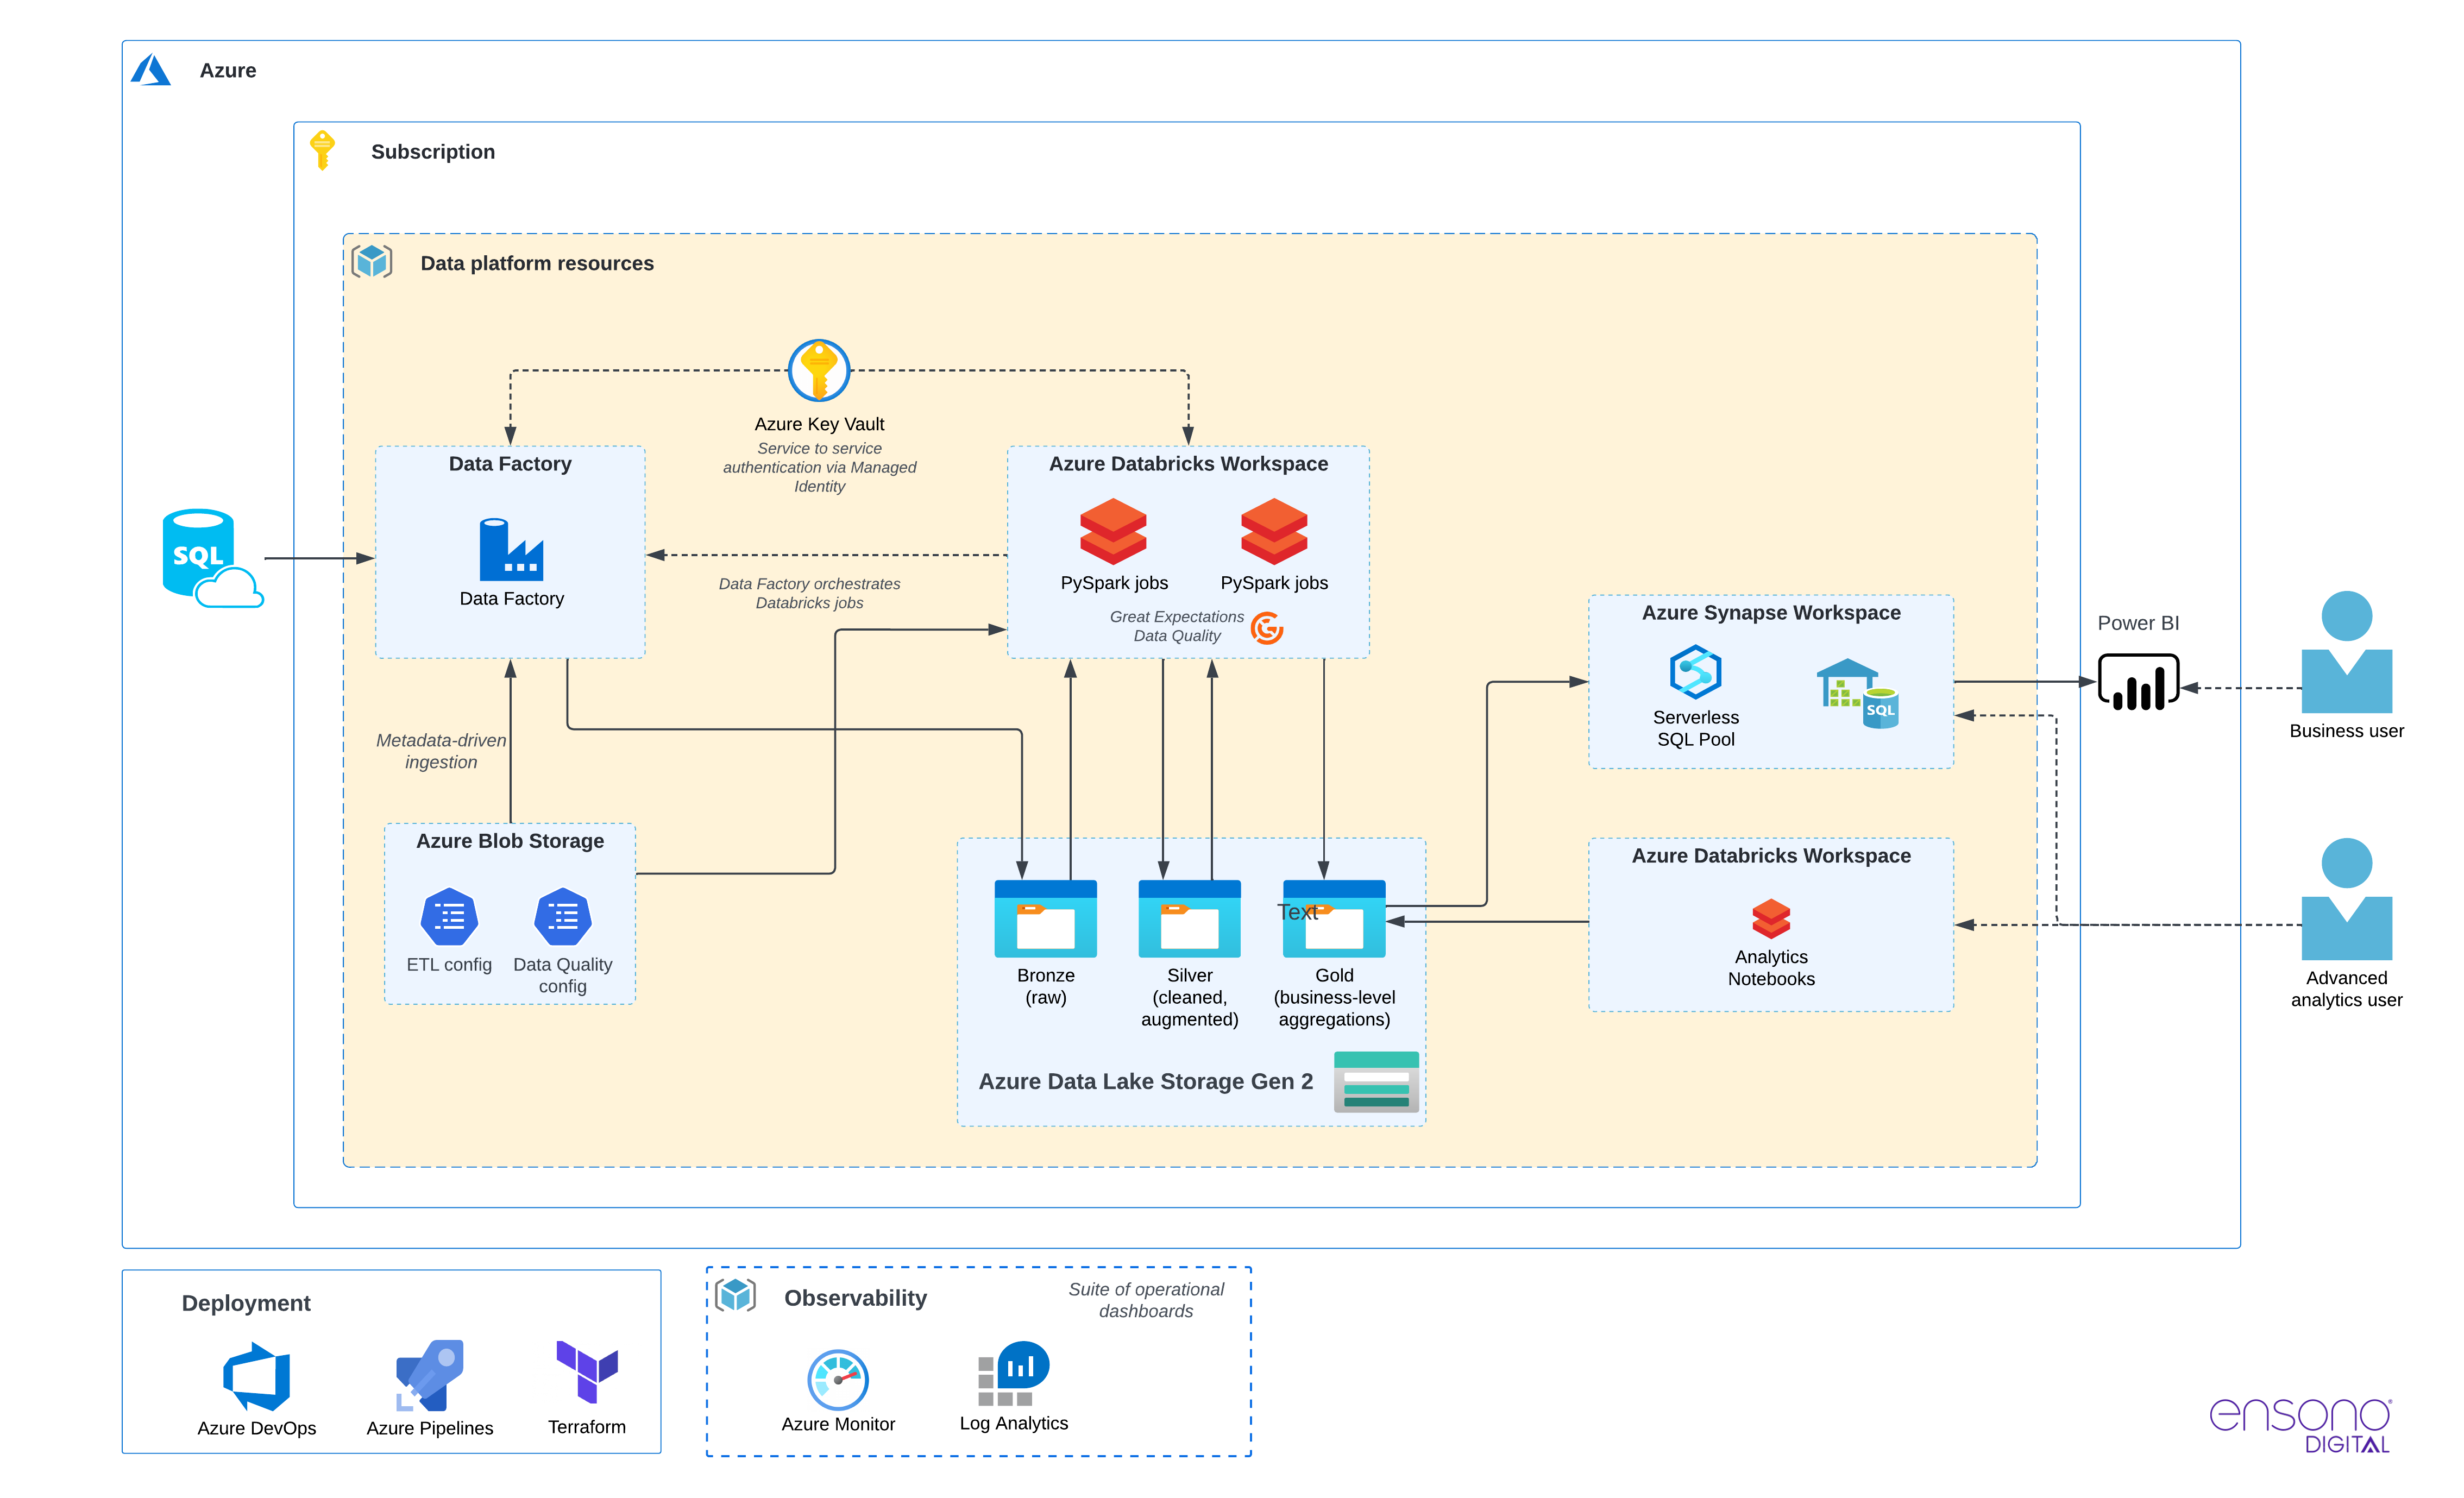 Azure
Subscription
Data platform resources
Azure Key Vault
Service to service
authentication via Managed
Identity
Data Factory
Data Factory
SQL
Data Factory orchestrates
Databricks jobs
Azure Databricks Workspace
PySpark jobs
PySpark jobs
Great Expectations
Data Quality
Metadata-driven
ingestion
Azure Blob Storage
ETL config
Data Quality
config
Text
Bronze
(raw)
Silver
(cleaned,
augmented)
Gold
(business-level
aggregations)
Azure Data Lake Storage Gen 2
Azure Synapse Workspace
Serverless
SQL Pool
SQL
Azure Databricks Workspace
Analytics
Notebooks
Power BI
Business user
Advanced
analytics user
Deployment
Azure DevOps
Azure Pipelines
Terraform
Observability
Suite of operational
dashboards
Azure Monitor
Log Analytics
ensono®
DIGITAL